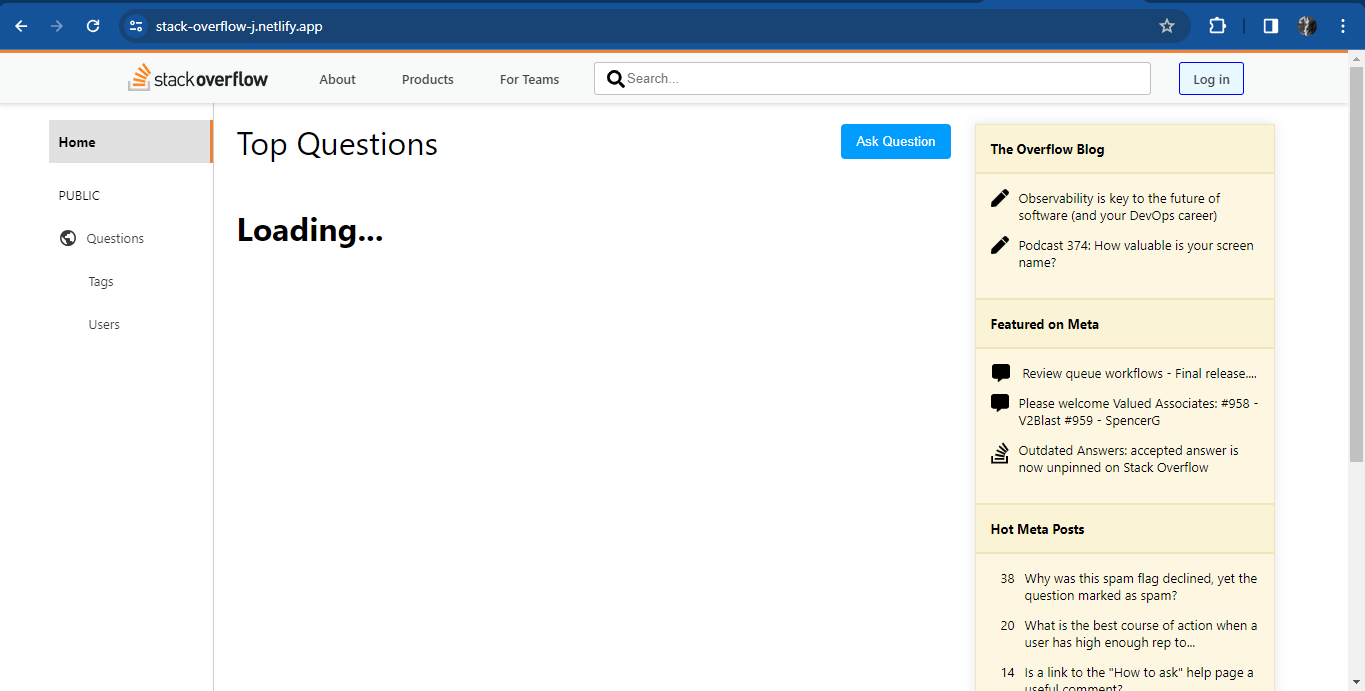 stack-overflow-j.netlify.app
stackoverflow
About
Products
For Teams
Search...
Log in
Home
PUBLIC
Questions
Tags
Users
Top Questions
Ask Question
Loading...
The Overflow Blog
Observability is key to the future of
software (and your DevOps career)
Podcast 374: How valuable is your screen
name?
Featured on Meta
Review queue workflows - Final release....
Please welcome Valued Associates: #958 -
V2Blast #959 - SpencerG
Outdated Answers: accepted answer is
now unpinned on Stack Overflow
Hot Meta Posts
38 Why was this spam flag declined, yet the
question marked as spam?
20 What is the best course of action when a
user has high enough rep to...
14 Is a link to the "How to ask" help page a
useful comment?